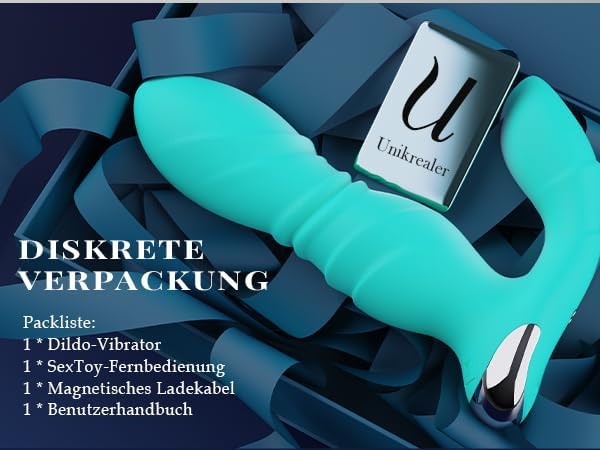 U
Unikrealer
DISKRETE
VERPACKUNG
Packliste:
1 * Dildo-Vibrator
1 * SexToy-Fernbedienung
1 * Magnetisches Ladekabel
1 * Benutzerhandbuch